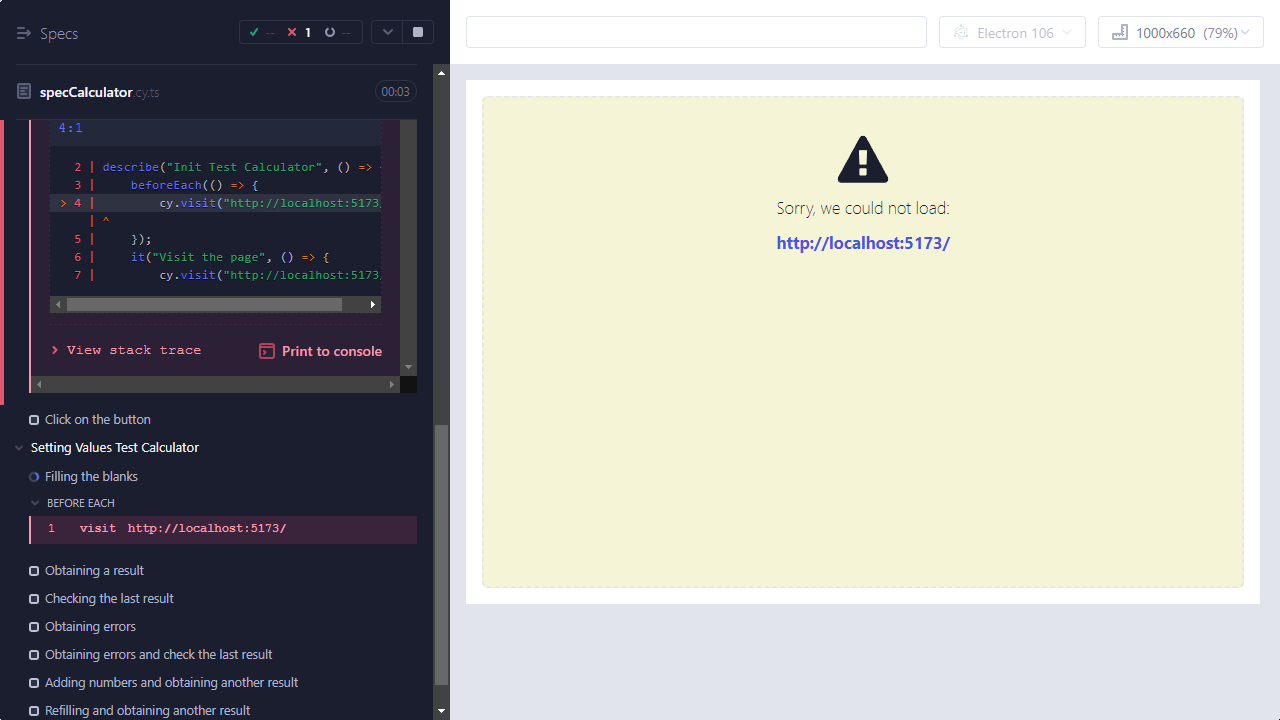 Specs
-- 1 --
Electron 106
1000x660 (79%)
specCalculator.cy.ts
00:03
4:1
2 | describe("Init Test Calculator", () =>
3 | beforeEach(() => {
> 4 | cy.visit("http://localhost:5173
| ^
5 | });
6 | it("Visit the page", () => {
7 | cy.visit("http://localhost:5173/
> View stack trace
Print to console
Click on the button
Setting Values Test Calculator
Filling the blanks
BEFORE EACH
1 visit http://localhost:5173/
Obtaining a result
Checking the last result
Obtaining errors
Obtaining errors and check the last result
Adding numbers and obtaining another result
Refilling and obtaining another result
Sorry, we could not load:
http://localhost:5173/